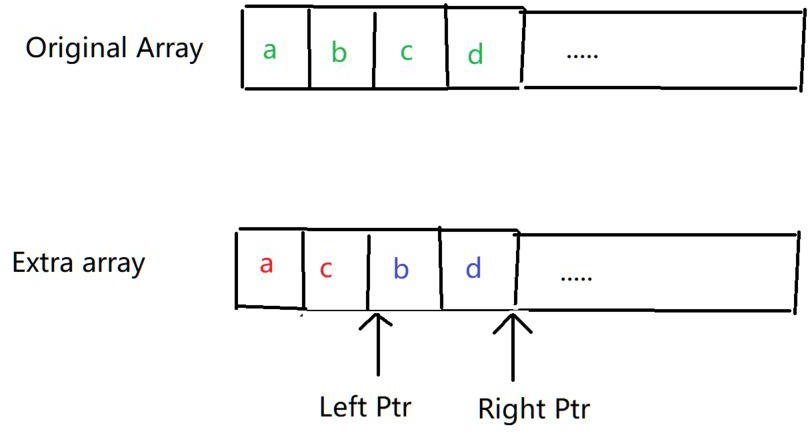 Original Array a b c d .....
Extra array a c b d .....
Left Ptr Right Ptr